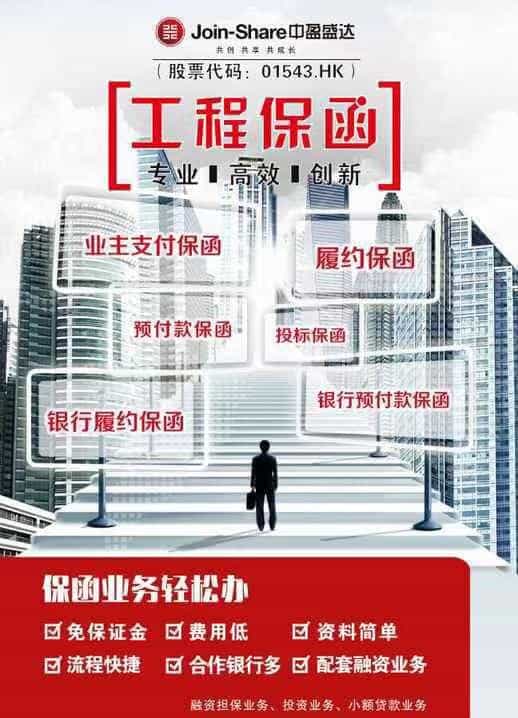 Join-Share中盈盛达
共创 共享 共成长
（股票代码：01543.HK）
工程保函
专业 高效 创新
业主支付保函
履约保函
预付款保函
投标保函
银行履约保函
银行预付款保函
保函业务轻松办
免保证金 费用低 资料简单
流程快捷 合作银行多 配套融资业务
融资担保业务、投资业务、小额贷款业务